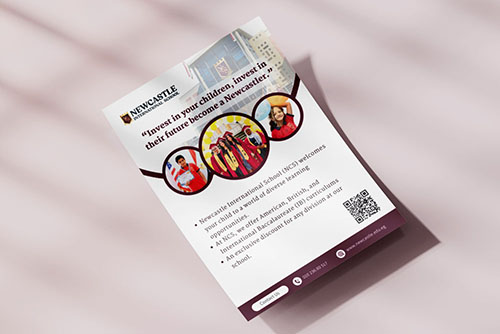 NEWCASTLE
INTERNATIONAL SCHOOL
“Invest in your children, invest in
their future become a Newcastler.”
• Newcastle International School (NCS) welcomes
your child to a world of diverse learning
opportunities.
• At NCS, we offer American, British, and
International Baccalaureate (IB) curriculums
• An exclusive discount for any division at our
school.
Contact Us
www.newcastle.edu.eg